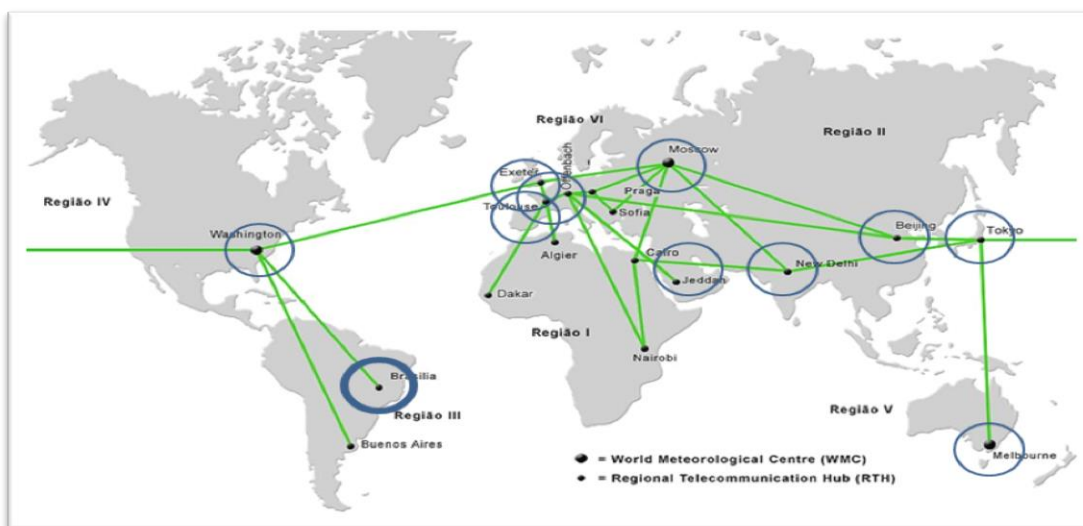 Região VI
Região II
Moscow
Exeter
Offenbach
Praga
Toulouse
Sofia
Região IV
Washington
Beijing
Tokyo
Algier
Cairo
New Delhi
Jeddah
Dakar
Região I
Nairobi
Brasília
Região III
Região V
Buenos Aires
Melbourne
= World Meteorological Centre (WMC)
= Regional Telecommunication Hub (RTH)